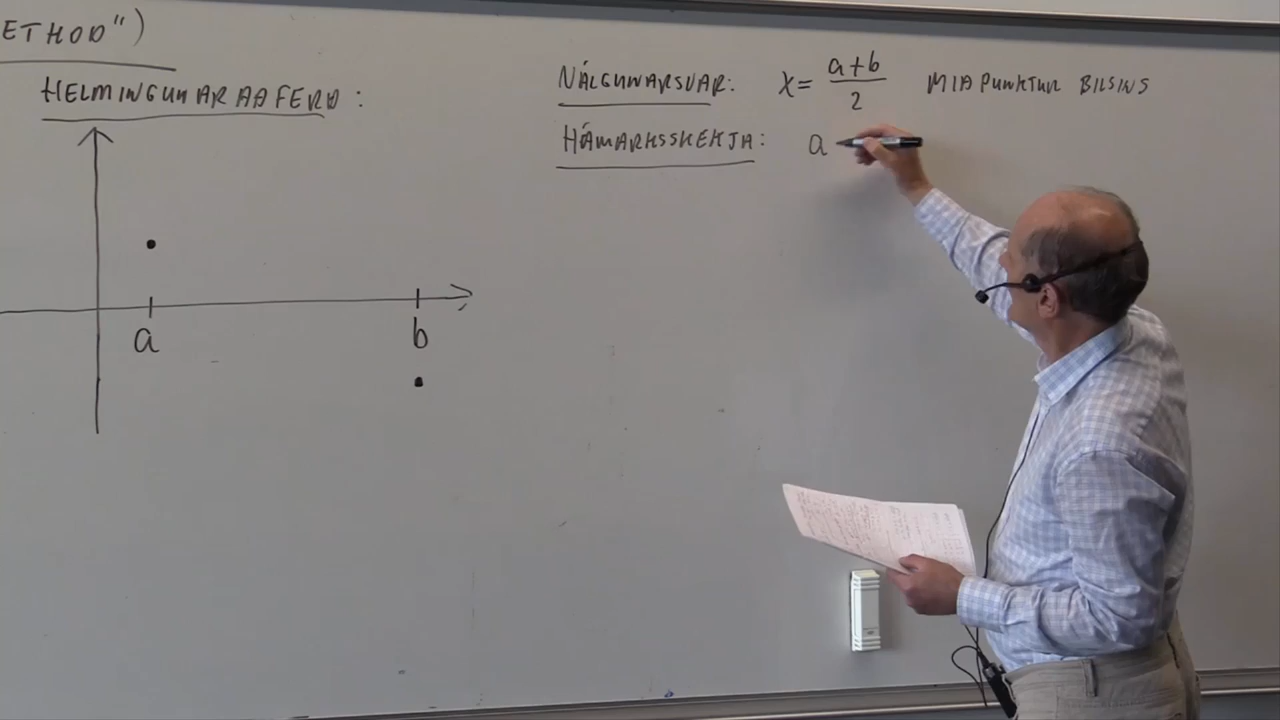 ETHOD")
HELMINGUNARAÐFERÐ:
NÁLGUNARSVAR: X = a+b/2 MIÐPUNKTUR BILSINS
HÁMARKSSKEKJA: a
a
b